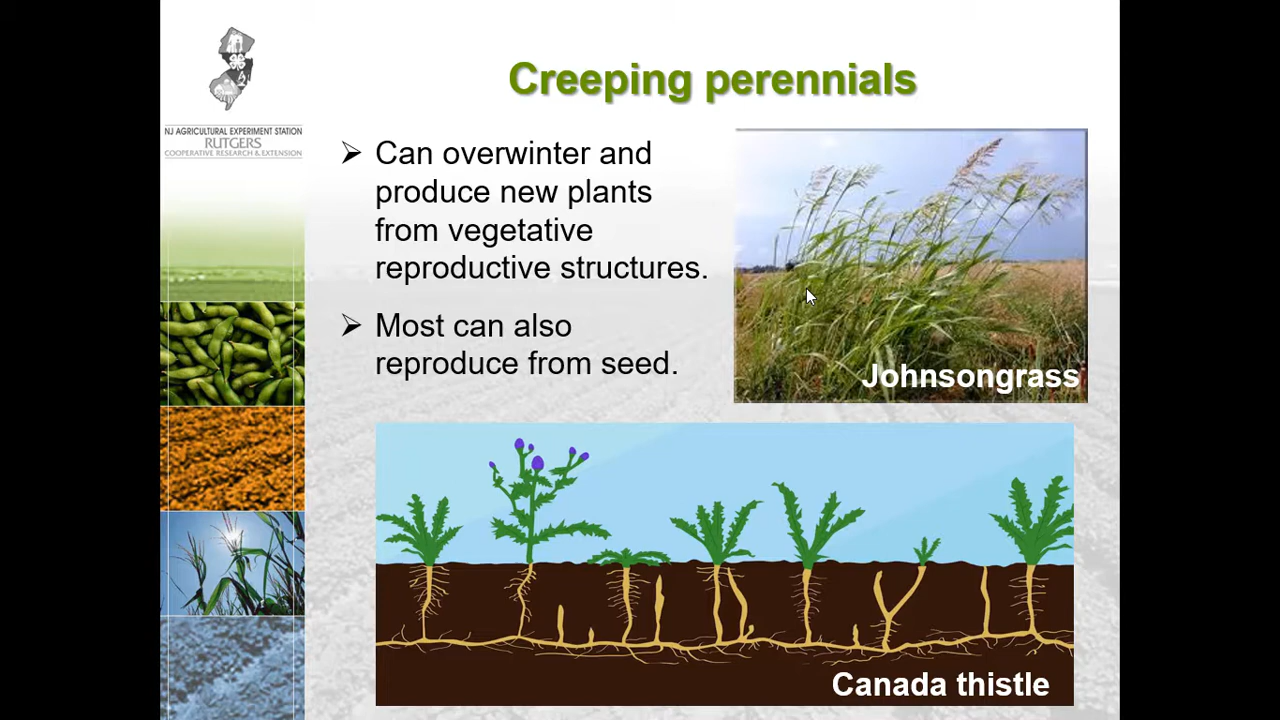 Creeping perennials
NJ AGRICULTURAL EXPERIMENT STATION
RUTGERS
COOPERATIVE RESEARCH & EXTENSION
➢ Can overwinter and
produce new plants
from vegetative
reproductive structures.
➢ Most can also
reproduce from seed.
Johnsongrass
Canada thistle